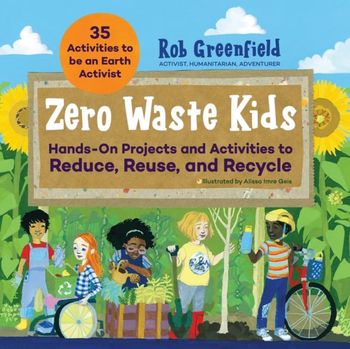 35
Activities to
be an Earth
Activist
Rob Greenfield
ACTIVIST, HUMANITARIAN, ADVENTURER
Zero Waste Kids
Hands-On Projects and Activities to
Reduce, Reuse, and Recycle
Illustrated by Alissa Imre Geis